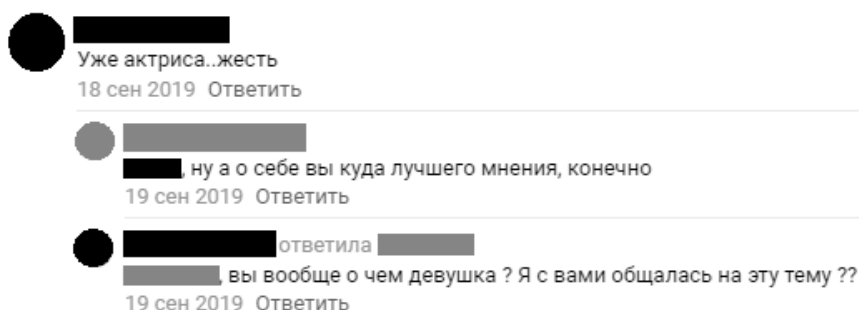 Уже актриса..жесть
18 сен 2019 Ответить
, ну а о себе вы куда лучшего мнения, конечно
19 сен 2019 Ответить
ответила
, вы вообще о чем девушка ? Я с вами общалась на эту тему ??
19 сен 2019 Ответить